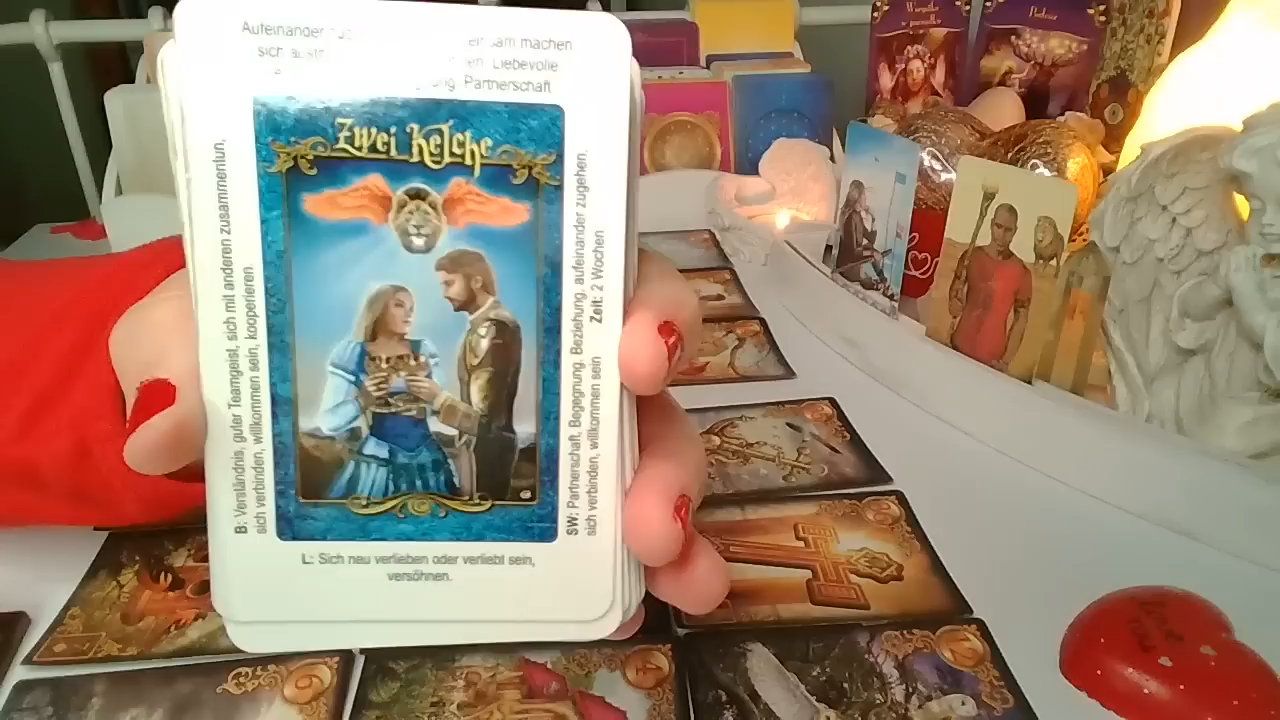 Aufeinander
einsam machen
sich
Liebevolle
Partnerschaft
Zwei Kelche
B: Verständnis, guter Teamgeist, sich mit anderen zusammentun,
sich verbinden, willkommen sein, kooperieren.
SW: Partnerschaft, Begegnung, Beziehung, aufeinander zugehen,
sich verbinden, willkommen sein Zeit: 2 Wochen
L: Sich neu verlieben oder verliebt sein,
versöhnen.